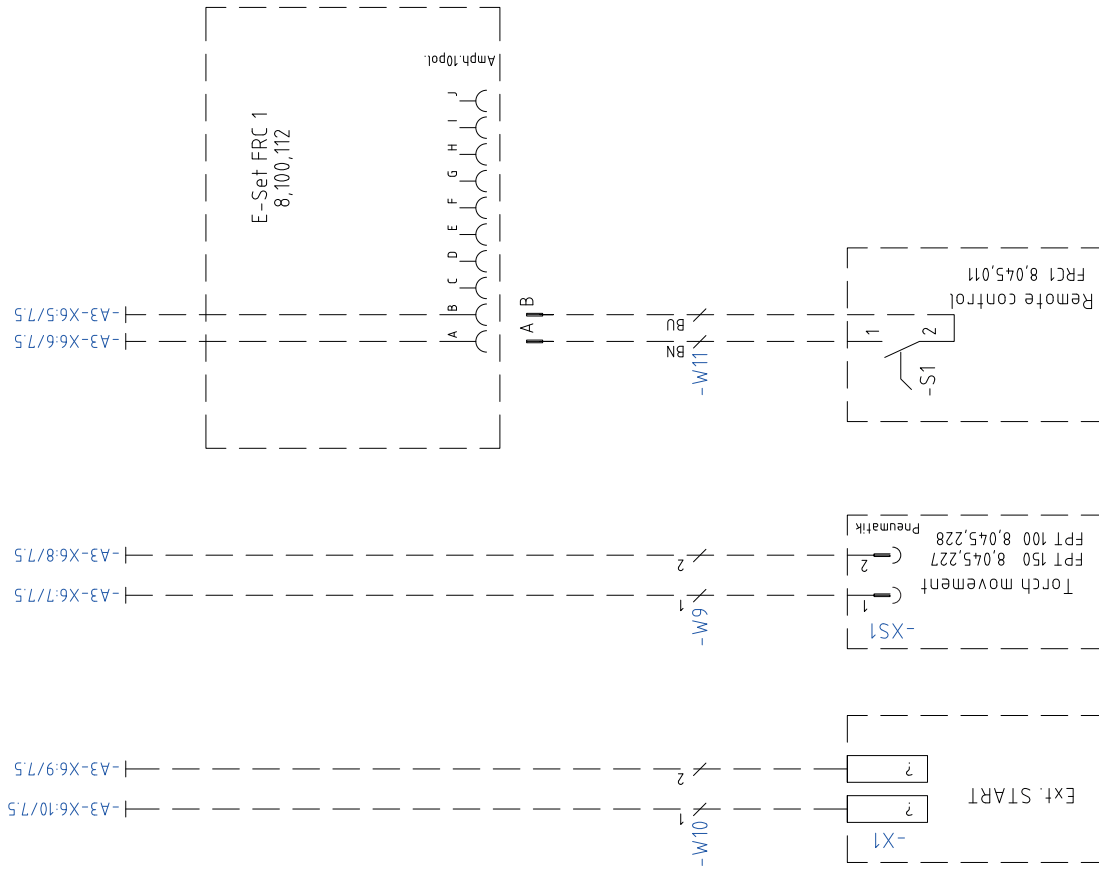 Amph.10pol.
E-Set FRC 1
8,100,112
J
I
H
G
F
E
D
C
B
A
-A3-X6:5/7.5
-A3-X6:6/7.5
B
A
BU
BN
-W11
FRC1 8,045,011
Remote control
1
2
-S1
-A3-X6:8/7.5
-A3-X6:7/7.5
2
1
-W9
Pneumatik
FPT 100 8,045,228
FPT 150 8,045,227
Torch movement
2
1
-XS1
-A3-X6:9/7.5
-A3-X6:10/7.5
2
1
-W10
?
?
Ext. START
-X1